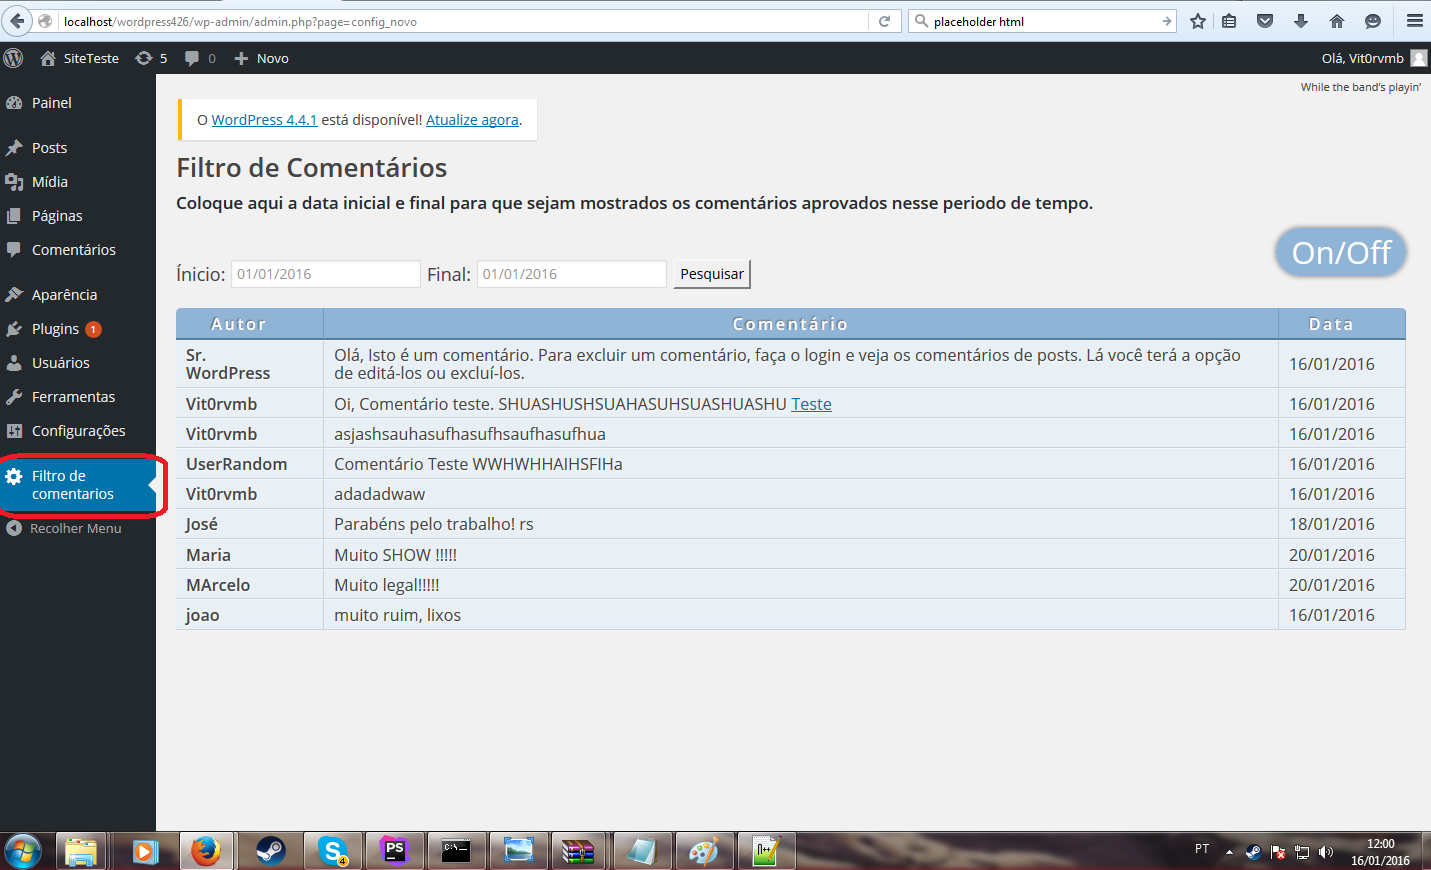 localhost/wordpress426/wp-admin/admin.php?page=config_novo
placeholder html
SiteTeste
5
0
Novo
Olá, Vit0rvmb
While the band's playin'
Painel
Posts
Mídia
Páginas
Comentários
Aparência
Plugins 1
Usuários
Ferramentas
Configurações
Filtro de
comentarios
Recolher Menu
O WordPress 4.4.1 está disponível! Atualize agora.
Filtro de Comentários
Coloque aqui a data inicial e final para que sejam mostrados os comentários aprovados nesse periodo de tempo.
On/Off
Ínicio: 01/01/2016 Final: 01/01/2016 Pesquisar
Autor Comentário Data
Sr.
WordPress
Olá, Isto é um comentário. Para excluir um comentário, faça o login e veja os comentários de posts. Lá você terá a opção
de editá-los ou excluí-los.
16/01/2016
Vit0rvmb Oi, Comentário teste. SHUASHUSHSUAHASUHSUASHUASHU Teste 16/01/2016
Vit0rvmb asjashsauhasufhasufhsaufhasufhua 16/01/2016
UserRandom Comentário Teste WWHWHHAIHSFIHa 16/01/2016
Vit0rvmb adadadwaw 16/01/2016
José Parabéns pelo trabalho! rs 18/01/2016
Maria Muito SHOW !!!!! 20/01/2016
MArcelo Muito legal!!!!! 20/01/2016
joao muito ruim, lixos 16/01/2016
S
4
PS
C:\.
PT
12:00
16/01/2016